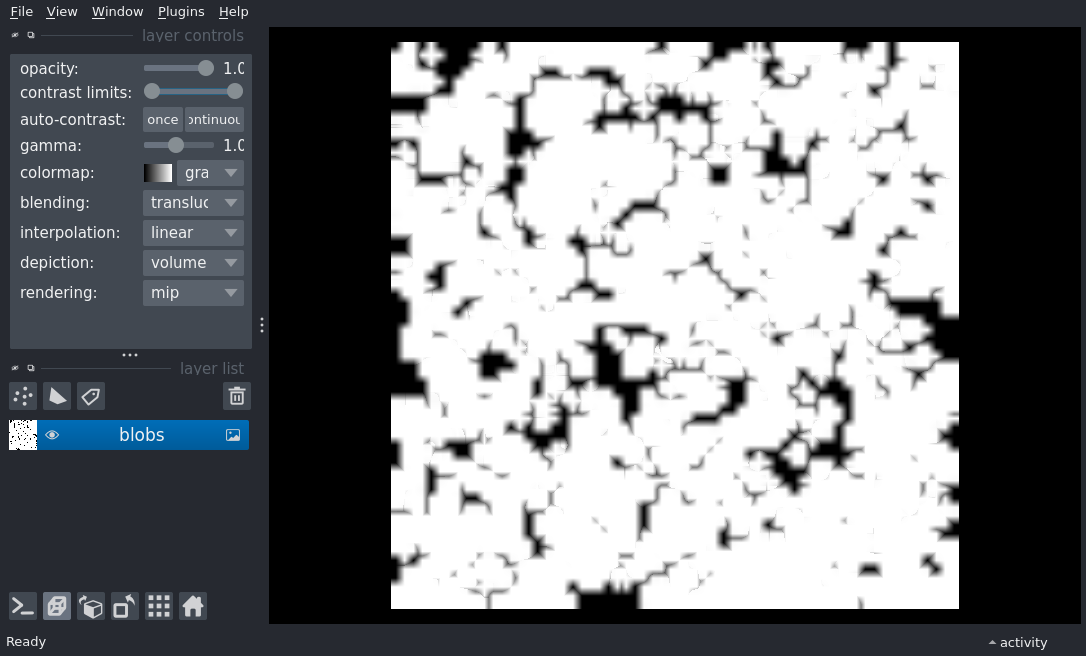 File View Window Plugins Help
layer controls
opacity: 1.0
contrast limits:
auto-contrast: once ontinuou
gamma: 1.0
colormap: gra
blending: transluc
interpolation: linear
depiction: volume
rendering: mip
layer list
blobs
Ready
activity